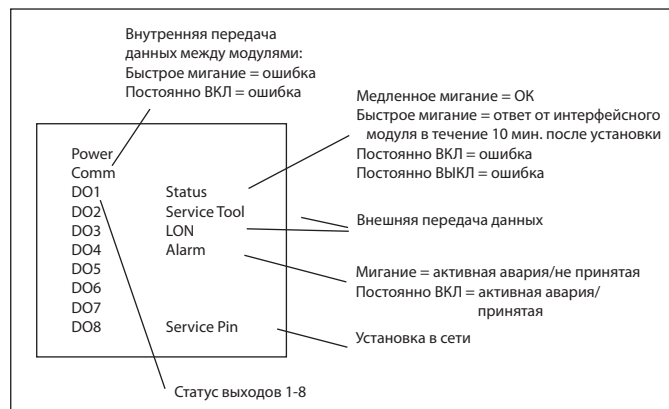 Внутренняя передача
данных между модулями:
Быстрое мигание = ошибка
Постоянно ВКЛ = ошибка
Медленное мигание = ОК
Быстрое мигание = ответ от интерфейсного
модуля в течение 10 мин. после установки
Постоянно ВКЛ = ошибка
Постоянно ВЫКЛ = ошибка
Power
Comm
DO1 Status
DO2 Service Tool
DO3 LON
DO4 Alarm
DO5
DO6
DO7
DO8 Service Pin
Внешняя передача данных
Мигание = активная авария/не принятая
Постоянно ВКЛ = активная авария/
принятая
Установка в сети
Статус выходов 1-8